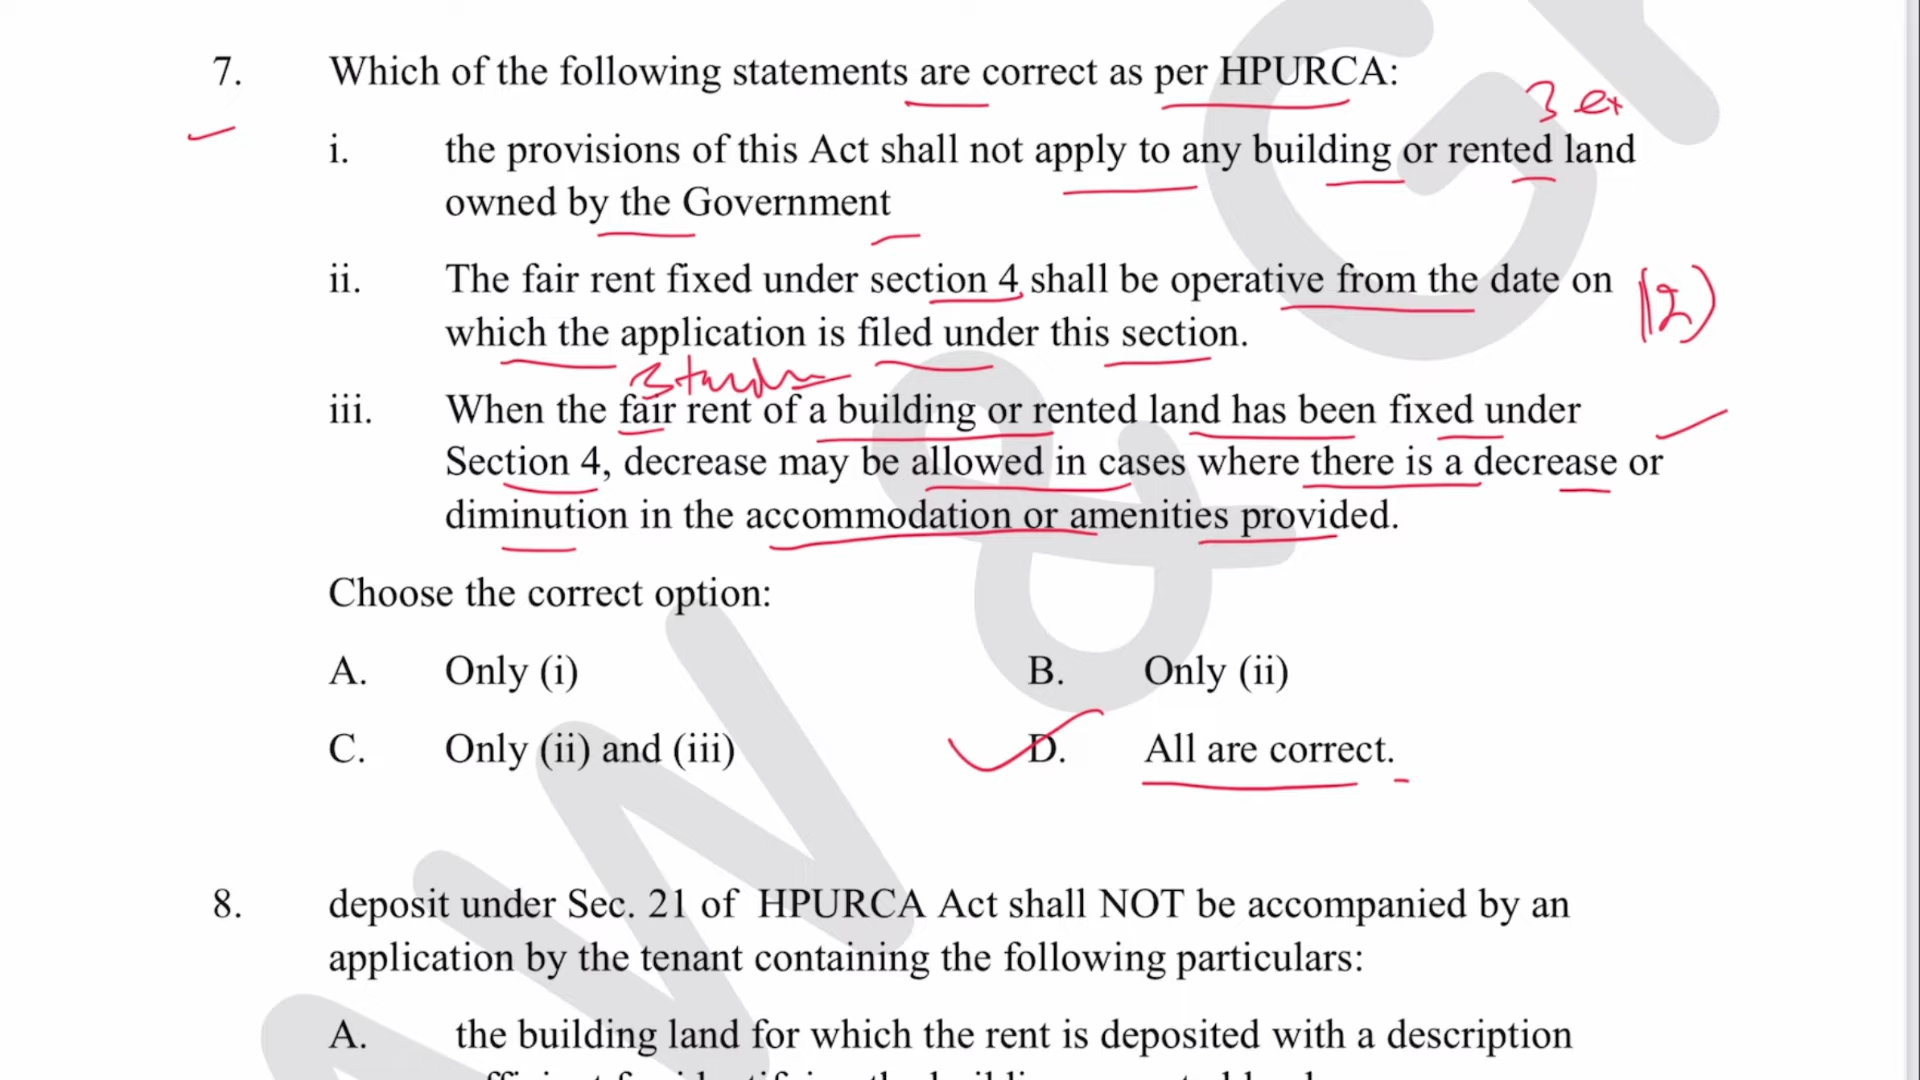 7. Which of the following statements are correct as per HPURCA:
3 ex
i. the provisions of this Act shall not apply to any building or rented land
owned by the Government
ii. The fair rent fixed under section 4 shall be operative from the date on
which the application is filed under this section.
iii. When the fair rent of a building or rented land has been fixed under
Section 4, decrease may be allowed in cases where there is a decrease or
diminution in the accommodation or amenities provided.
Choose the correct option:
A. Only (i) B. Only (ii)
C. Only (ii) and (iii) D. All are correct.
8. deposit under Sec. 21 of HPURCA Act shall NOT be accompanied by an
application by the tenant containing the following particulars:
A. the building land for which the rent is deposited with a description